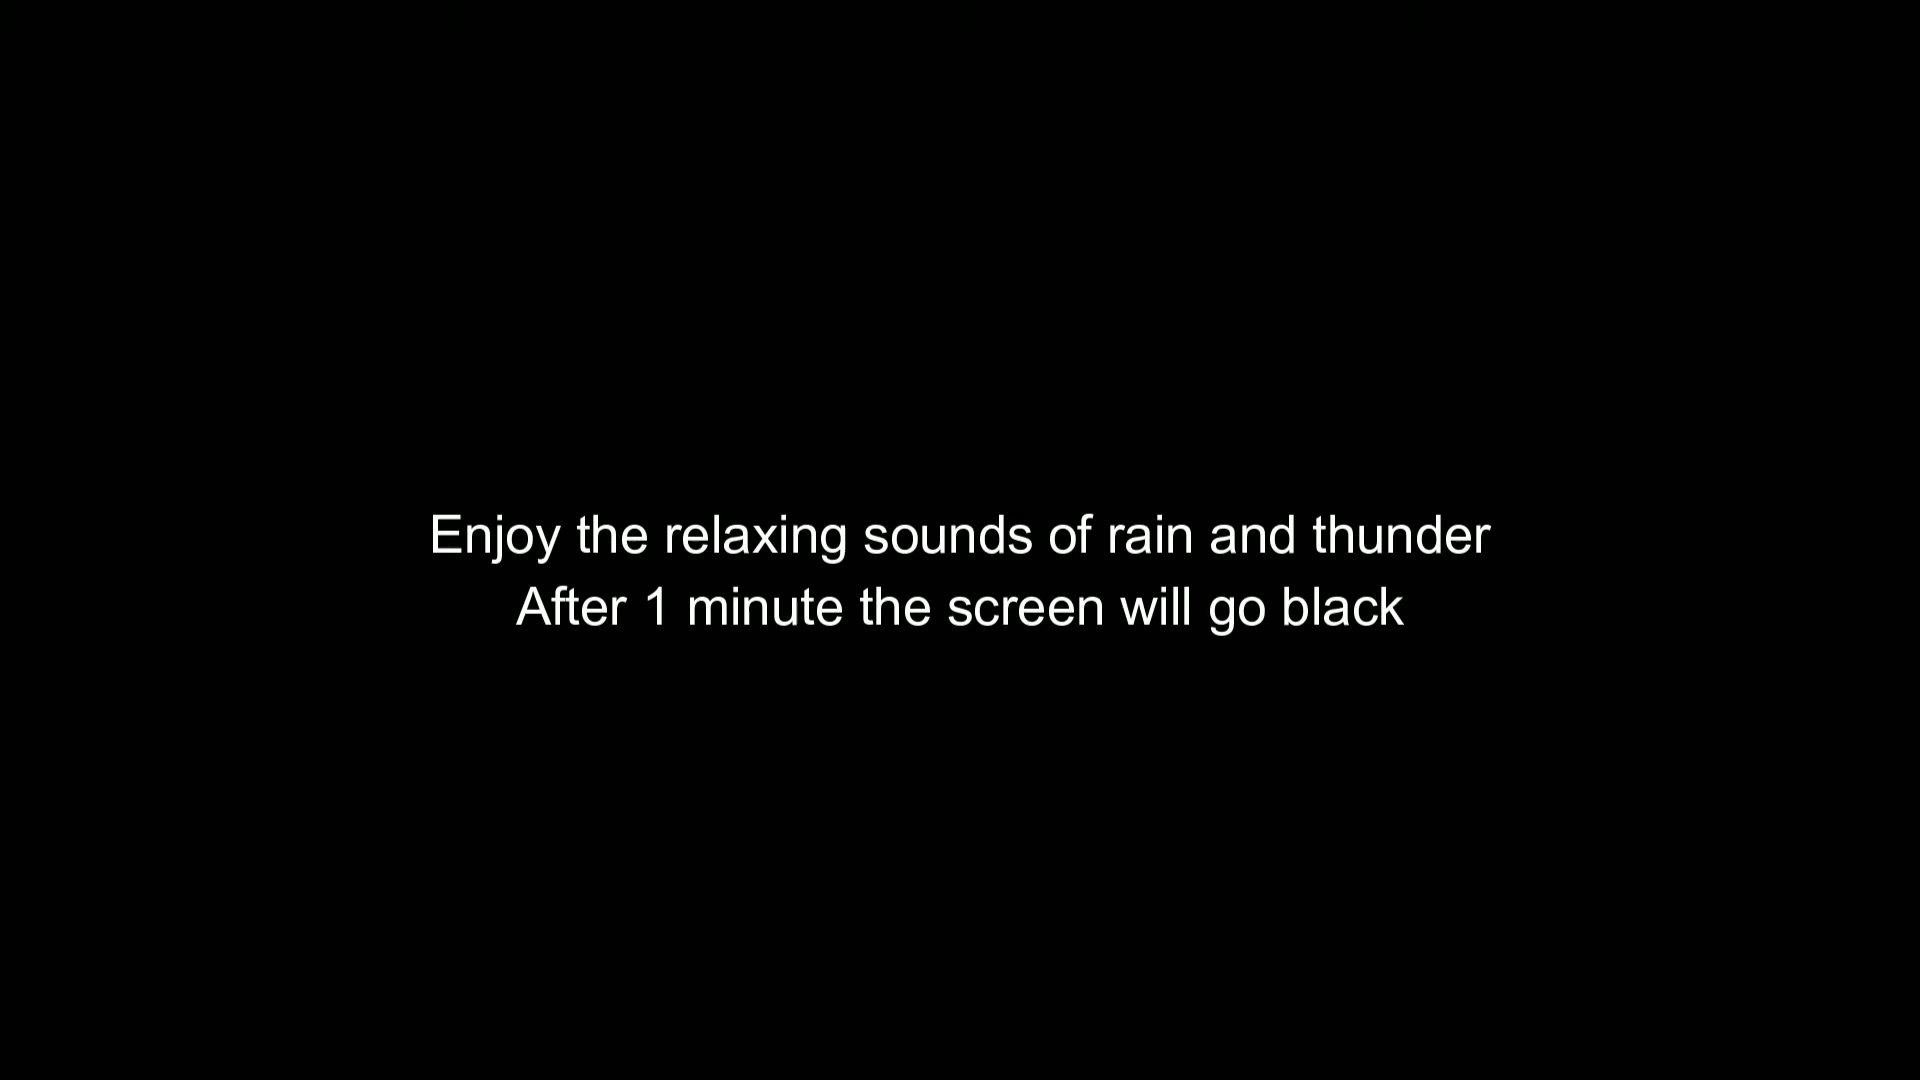 Enjoy the relaxing sounds of rain and thunder
After 1 minute the screen will go black